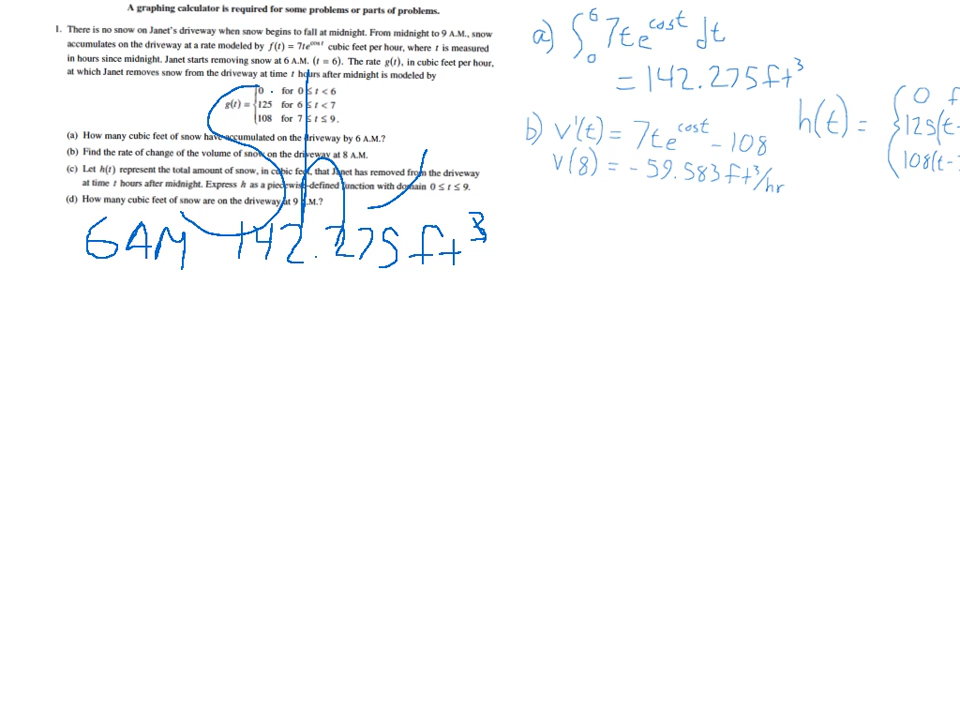 A graphing calculator is required for some problems or parts of problems.
1. There is no snow on Janet's driveway when snow begins to fall at midnight. From midnight to 9 A.M., snow
accumulates on the driveway at a rate modeled by f(t) = 7te^cos t cubic feet per hour, where t is measured
in hours since midnight. Janet starts removing snow at 6 A.M. (t = 6). The rate g(t), in cubic feet per hour,
at which Janet removes snow from the driveway at time t hours after midnight is modeled by
0 for 0 ≤ t < 6
g(t) = { 125 for 6 ≤ t < 7
108 for 7 ≤ t ≤ 9.
(a) How many cubic feet of snow have accumulated on the driveway by 6 A.M.?
(b) Find the rate of change of the volume of snow on the driveway at 8 A.M.
(c) Let h(t) represent the total amount of snow, in cubic feet, that Janet has removed from the driveway
at time t hours after midnight. Express h as a piecewise-defined function with domain 0 ≤ t ≤ 9.
(d) How many cubic feet of snow are on the driveway at 9 A.M.?
6AM 142.275 ft³
a) ∫₀⁶ 7te^cost dt
= 142.275ft³
b) v'(t) = 7te^cost - 108
v(8) = -59.583 ft³/hr
h(t) = { 0 f
125(t-
108(t-